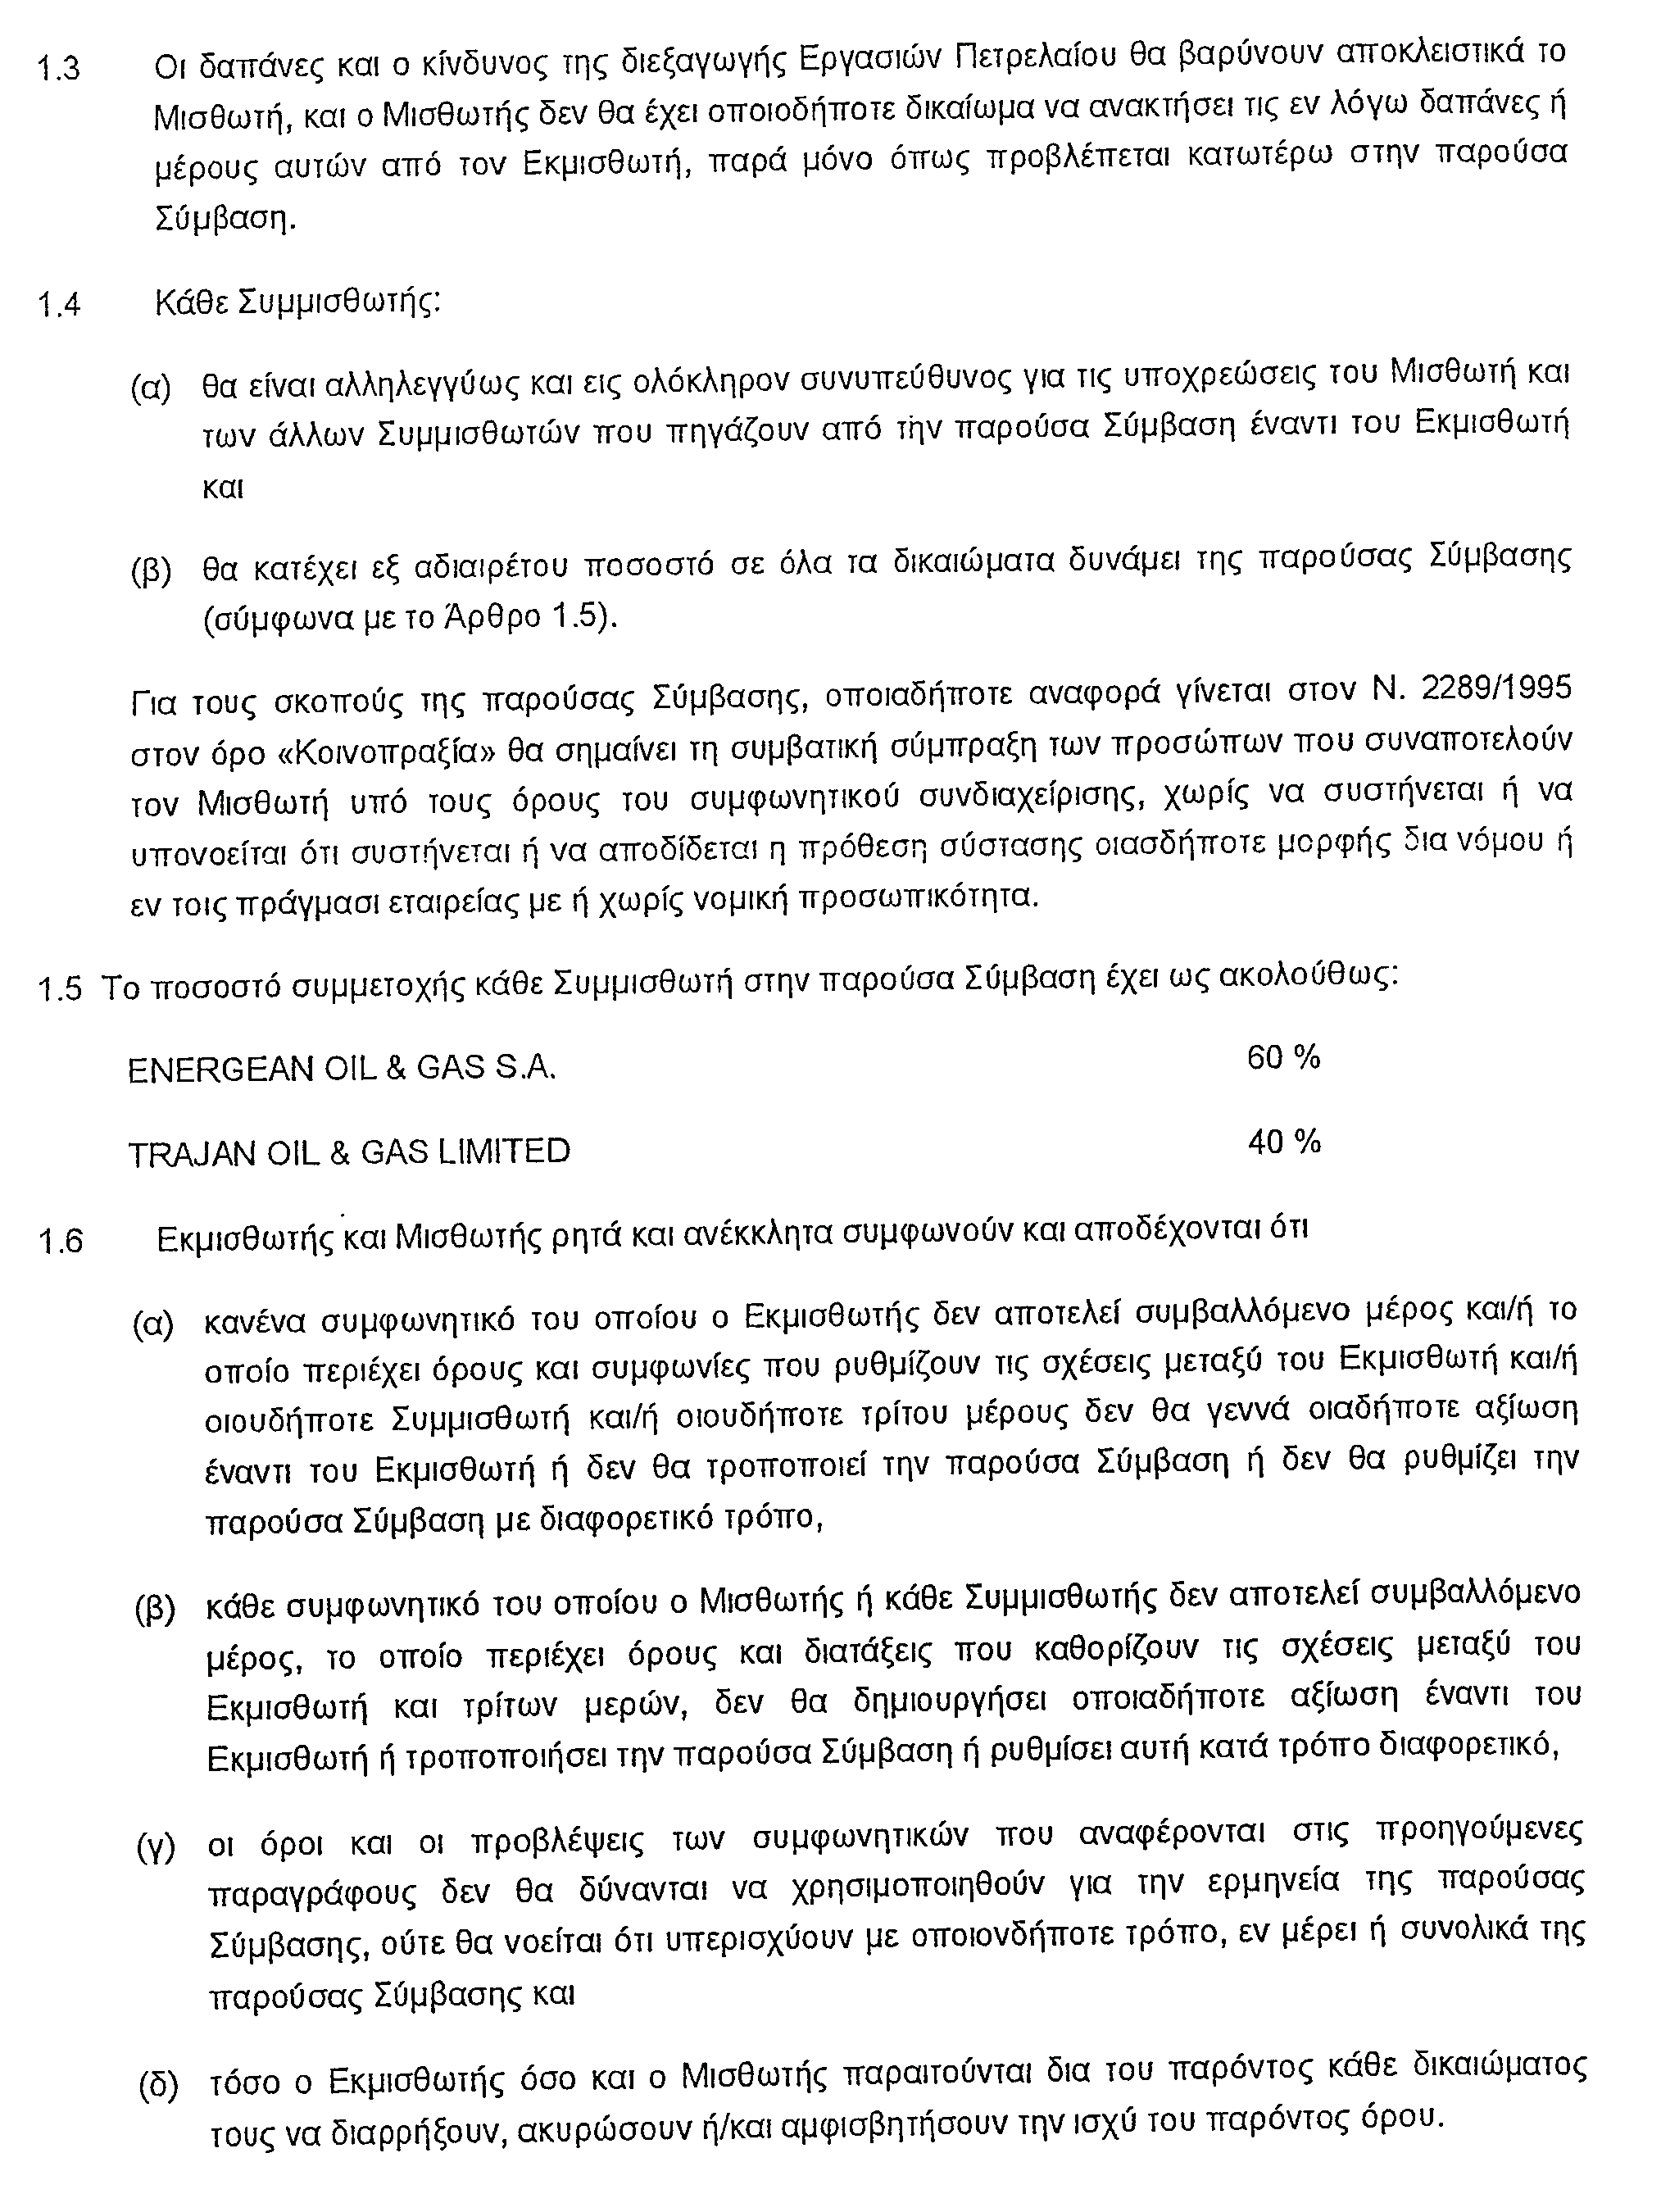 1.3 Οι δαπάνες και ο κίνδυνος της διεξαγωγής Εργασιών Πετρελαίου θα βαρύνουν αποκλειστικά το
Μισθωτή, και ο Μισθωτής δεν θα έχει οποιοδήποτε δικαίωμα να ανακτήσει τις εν λόγω δαπάνες ή
μέρους αυτών από τον Εκμισθωτή, παρά μόνο όπως προβλέπεται κατωτέρω στην παρούσα
Σύμβαση.
1.4 Κάθε Συμμισθωτής:
(α) θα είναι αλληλεγγύως και εις ολόκληρον συνυπεύθυνος για τις υποχρεώσεις του Μισθωτή και
των άλλων Συμμισθωτών που πηγάζουν από την παρούσα Σύμβαση έναντι του Εκμισθωτή
και
(β) θα κατέχει εξ αδιαιρέτου ποσοστό σε όλα τα δικαιώματα δυνάμει της παρούσας Σύμβασης
(σύμφωνα με το Άρθρο 1.5).
Για τους σκοπούς της παρούσας Σύμβασης, οποιαδήποτε αναφορά γίνεται στον Ν. 2289/1995
στον όρο «Κοινοπραξία» θα σημαίνει τη συμβατική σύμπραξη των προσώπων που συναποτελούν
τον Μισθωτή υπό τους όρους του συμφωνητικού συνδιαχείρισης, χωρίς να συστήνεται ή να
υπονοείται ότι συστήνεται ή να αποδίδεται η πρόθεση σύστασης οιασδήποτε μορφής δια νόμου ή
εν τοις πράγμασι εταιρείας με ή χωρίς νομική προσωπικότητα.
1.5 Το ποσοστό συμμετοχής κάθε Συμμισθωτή στην παρούσα Σύμβαση έχει ως ακολούθως:
ENERGEAN OIL & GAS S.A. 60 %
TRAJAN OIL & GAS LIMITED 40 %
1.6 Εκμισθωτής και Μισθωτής ρητά και ανέκκλητα συμφωνούν και αποδέχονται ότι
(α) κανένα συμφωνητικό του οποίου ο Εκμισθωτής δεν αποτελεί συμβαλλόμενο μέρος και/ή το
οποίο περιέχει όρους και συμφωνίες που ρυθμίζουν τις σχέσεις μεταξύ του Εκμισθωτή και/ή
οιουδήποτε Συμμισθωτή και/ή οιουδήποτε τρίτου μέρους δεν θα γεννά οιαδήποτε αξίωση
έναντι του Εκμισθωτή ή δεν θα τροποποιεί την παρούσα Σύμβαση ή δεν θα ρυθμίζει την
παρούσα Σύμβαση με διαφορετικό τρόπο,
(β) κάθε συμφωνητικό του οποίου ο Μισθωτής ή κάθε Συμμισθωτής δεν αποτελεί συμβαλλόμενο
μέρος, το οποίο περιέχει όρους και διατάξεις που καθορίζουν τις σχέσεις μεταξύ του
Εκμισθωτή και τρίτων μερών, δεν θα δημιουργήσει οποιαδήποτε αξίωση έναντι του
Εκμισθωτή ή τροποποιήσει την παρούσα Σύμβαση ή ρυθμίσει αυτή κατά τρόπο διαφορετικό,
(γ) οι όροι και οι προβλέψεις των συμφωνητικών που αναφέρονται στις προηγούμενες
παραγράφους δεν θα δύνανται να χρησιμοποιηθούν για την ερμηνεία της παρούσας
Σύμβασης, ούτε θα νοείται ότι υπερισχύουν με οποιονδήποτε τρόπο, εν μέρει ή συνολικά της
παρούσας Σύμβασης και
(δ) τόσο ο Εκμισθωτής όσο και ο Μισθωτής παραιτούνται δια του παρόντος κάθε δικαιώματος
τους να διαρρήξουν, ακυρώσουν ή/και αμφισβητήσουν την ισχύ του παρόντος όρου.